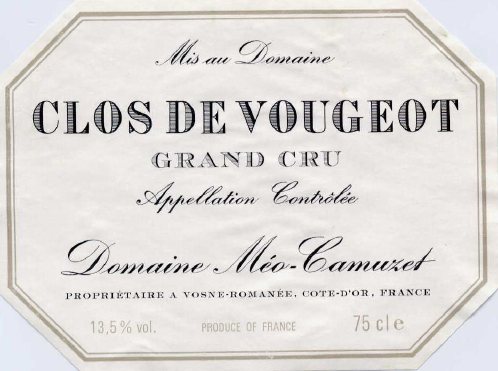 Mis au Domaine
CLOS DE VOUGEOT
GRAND CRU
Appellation Contrôlée
Domaine Méo-Camuzet
PROPRIÉTAIRE A VOSNE-ROMANÉE, COTE-D'OR, FRANCE
13,5% vol. PRODUCE OF FRANCE 75 cl e